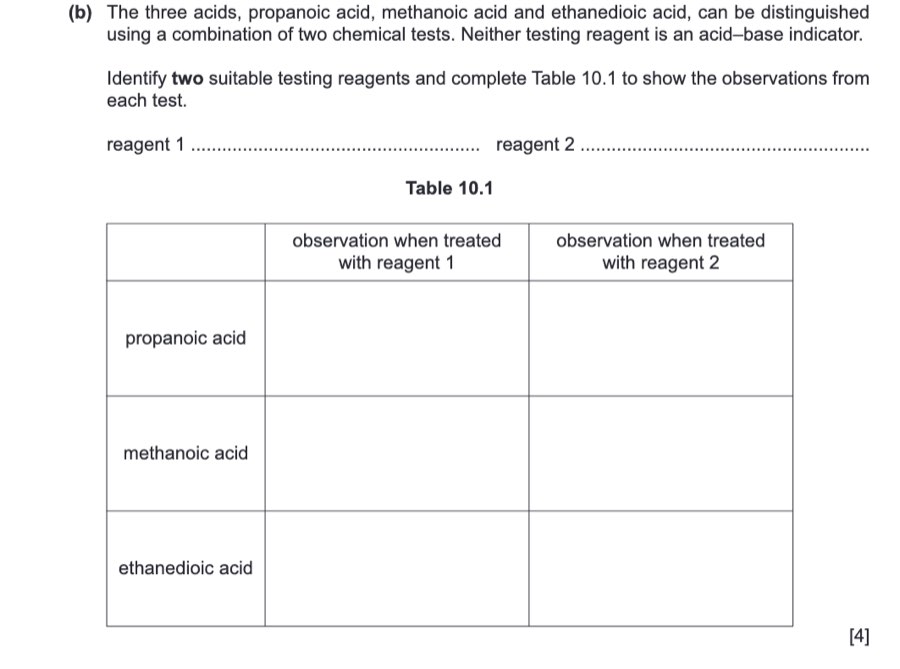 (b) The three acids, propanoic acid, methanoic acid and ethanedioic acid, can be distinguished
using a combination of two chemical tests. Neither testing reagent is an acid–base indicator.
Identify two suitable testing reagents and complete Table 10.1 to show the observations from
each test.
reagent 1 ........................................................ reagent 2 ........................................................
Table 10.1
observation when treated
with reagent 1
observation when treated
with reagent 2
propanoic acid
methanoic acid
ethanedioic acid
[4]